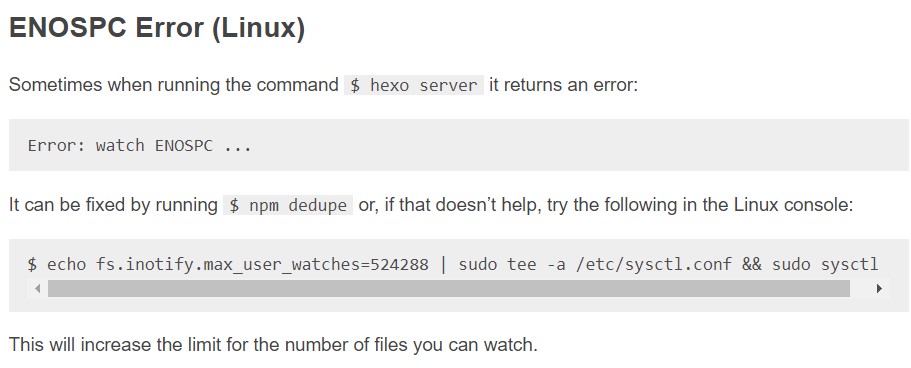 ENOSPC Error (Linux)
Sometimes when running the command $ hexo server it returns an error:
Error: watch ENOSPC ...
It can be fixed by running $ npm dedupe or, if that doesn’t help, try the following in the Linux console:
$ echo fs.inotify.max_user_watches=524288 | sudo tee -a /etc/sysctl.conf && sudo sysctl
This will increase the limit for the number of files you can watch.